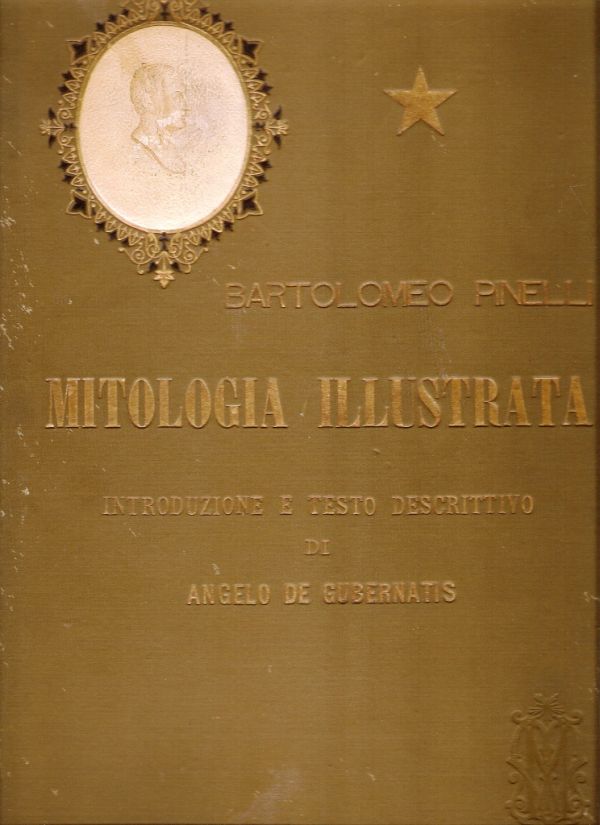 BARTOLOMEO PINELLI
MITOLOGIA ILLUSTRATA
INTRODUZIONE E TESTO DESCRITTIVO
DI
ANGELO DE GUBERNATIS
M